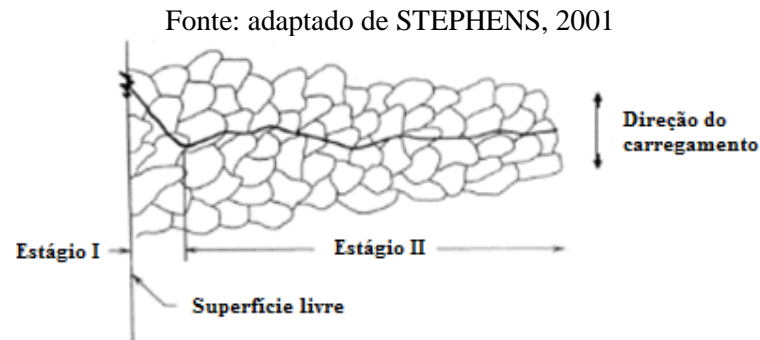 Fonte: adaptado de STEPHENS, 2001
Direção do
carregamento
Estágio I
Estágio II
Superfície livre